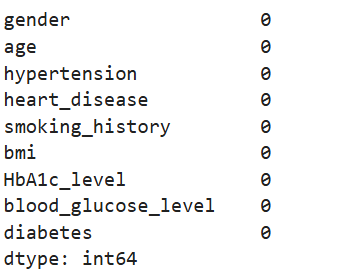 gender 0
age 0
hypertension 0
heart_disease 0
smoking_history 0
bmi 0
HbA1c_level 0
blood_glucose_level 0
diabetes 0
dtype: int64